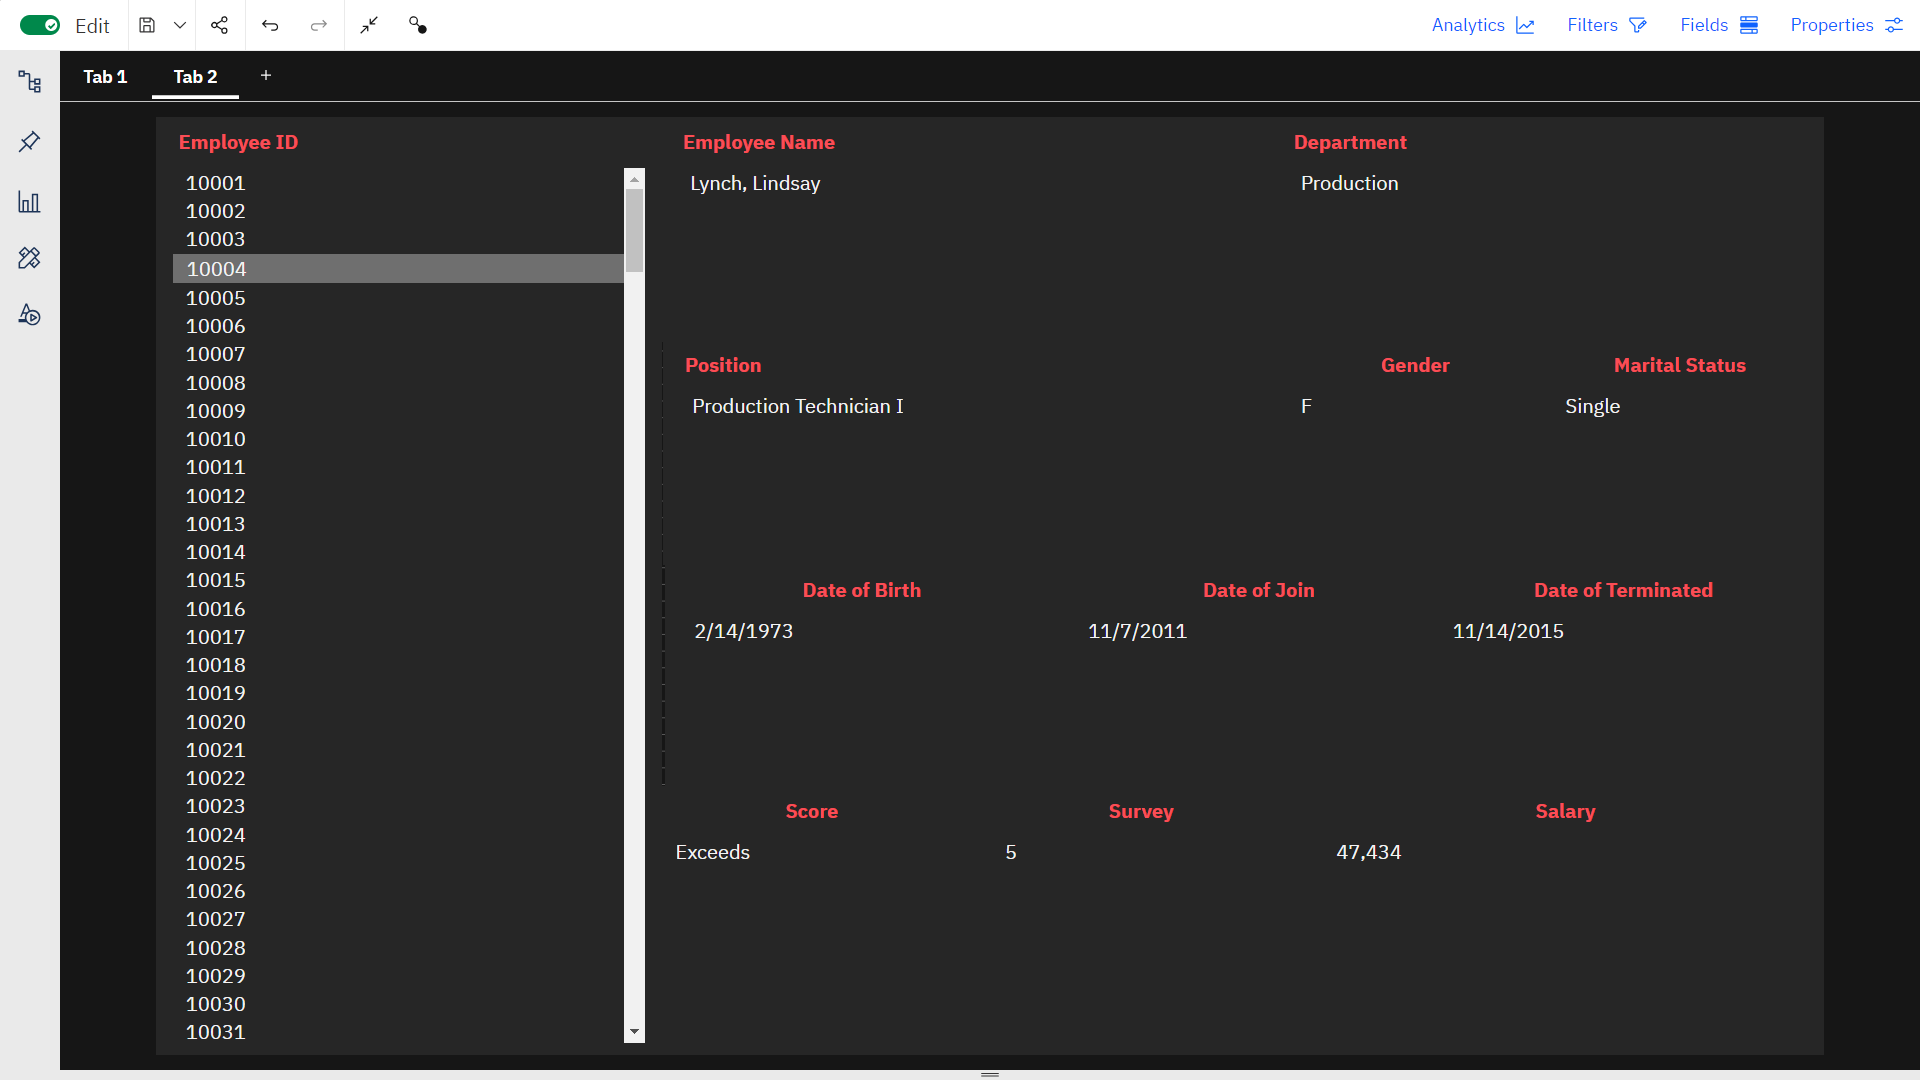 Edit
Analytics
Filters
Fields
Properties
Tab 1
Tab 2
Employee ID
10001
10002
10003
10004
10005
10006
10007
10008
10009
10010
10011
10012
10013
10014
10015
10016
10017
10018
10019
10020
10021
10022
10023
10024
10025
10026
10027
10028
10029
10030
10031
Employee Name
Lynch, Lindsay
Department
Production
Position
Production Technician I
Gender
F
Marital Status
Single
Date of Birth
2/14/1973
Date of Join
11/7/2011
Date of Terminated
11/14/2015
Score
Exceeds
Survey
5
Salary
47,434